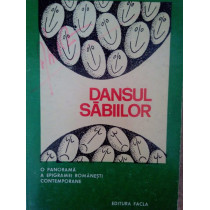 DANSUL
SĂBIILOR
O PANORAMĂ
A EPIGRAMEI ROMÂNEȘTI
CONTEMPORANE
EDITURA FACLA